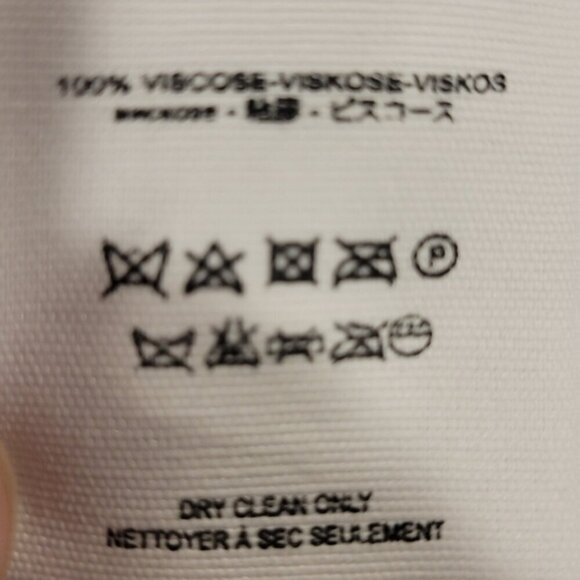 100% VISCOSE-VISKOSE-VISKOS
ビスコース
P
DRY CLEAN ONLY
NETTOYER À SEC SEULEMENT